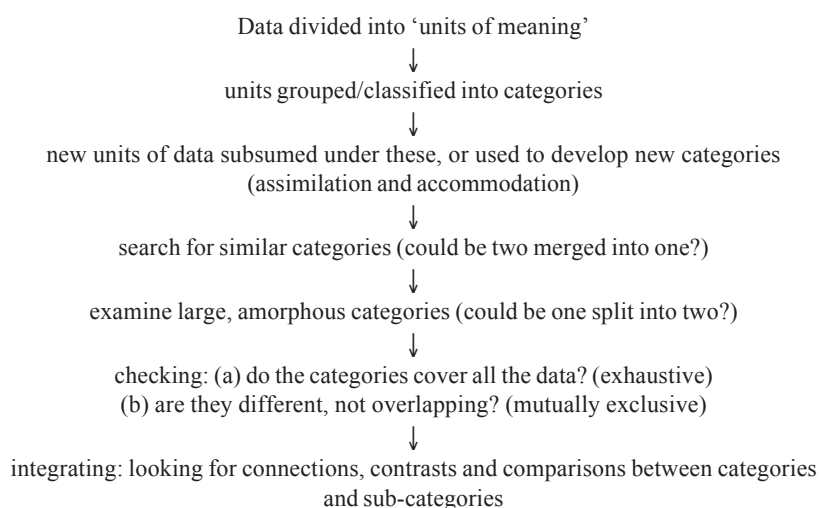 Data divided into ‘units of meaning’
↓
units grouped/classified into categories
↓
new units of data subsumed under these, or used to develop new categories
(assimilation and accommodation)
↓
search for similar categories (could be two merged into one?)
↓
examine large, amorphous categories (could be one split into two?)
↓
checking: (a) do the categories cover all the data? (exhaustive)
(b) are they different, not overlapping? (mutually exclusive)
↓
integrating: looking for connections, contrasts and comparisons between categories
and sub-categories